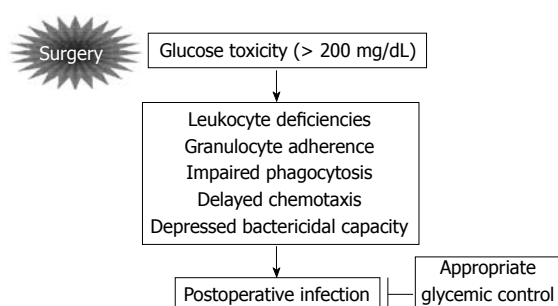 Surgery
Glucose toxicity (> 200 mg/dL)
Leukocyte deficiencies
Granulocyte adherence
Impaired phagocytosis
Delayed chemotaxis
Depressed bactericidal capacity
Postoperative infection
Appropriate
glycemic control